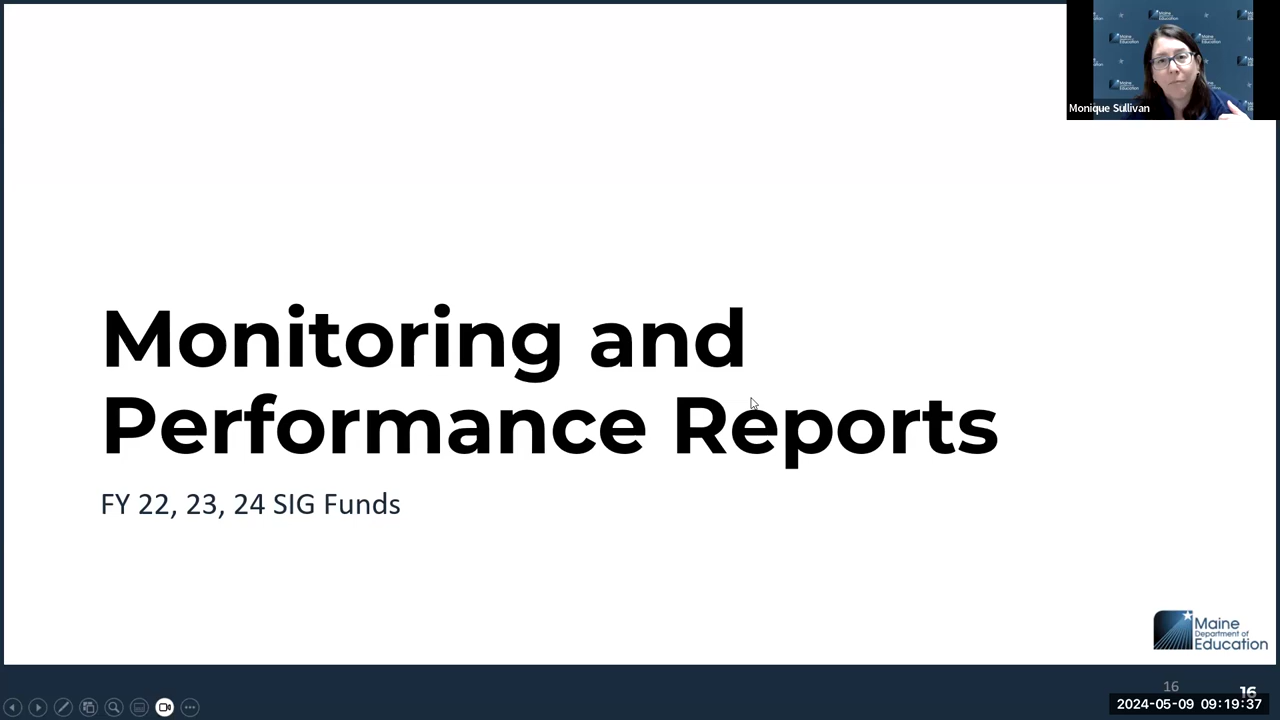 Monique Sullivan
Monitoring and
Performance Reports
FY 22, 23, 24 SIG Funds
Maine
Department of
Education
16
16
2024-05-09 09:19:37